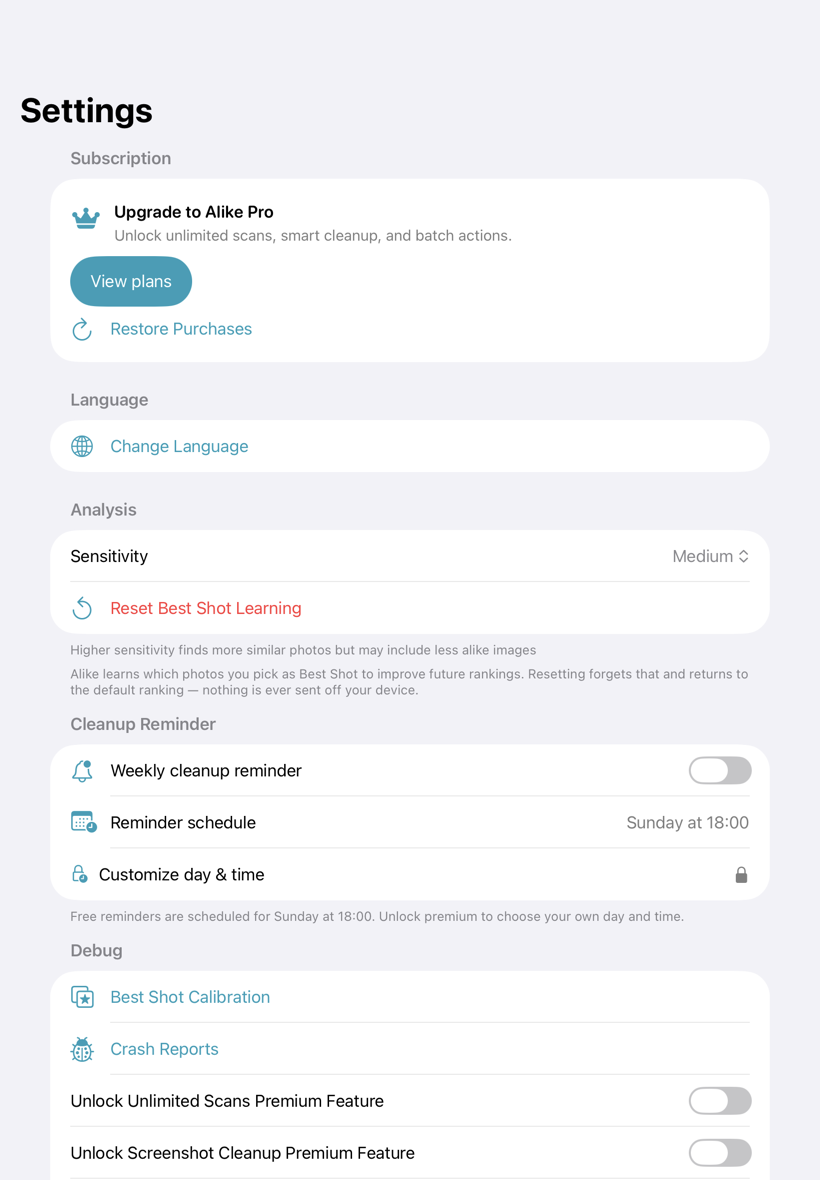 Settings
Subscription
Upgrade to Alike Pro
Unlock unlimited scans, smart cleanup, and batch actions.
View plans
Restore Purchases
Language
Change Language
Analysis
Sensitivity Medium
Reset Best Shot Learning
Higher sensitivity finds more similar photos but may include less alike images
Alike learns which photos you pick as Best Shot to improve future rankings. Resetting forgets that and returns to
the default ranking — nothing is ever sent off your device.
Cleanup Reminder
Weekly cleanup reminder
Reminder schedule Sunday at 18:00
Customize day & time
Free reminders are scheduled for Sunday at 18:00. Unlock premium to choose your own day and time.
Debug
Best Shot Calibration
Crash Reports
Unlock Unlimited Scans Premium Feature
Unlock Screenshot Cleanup Premium Feature